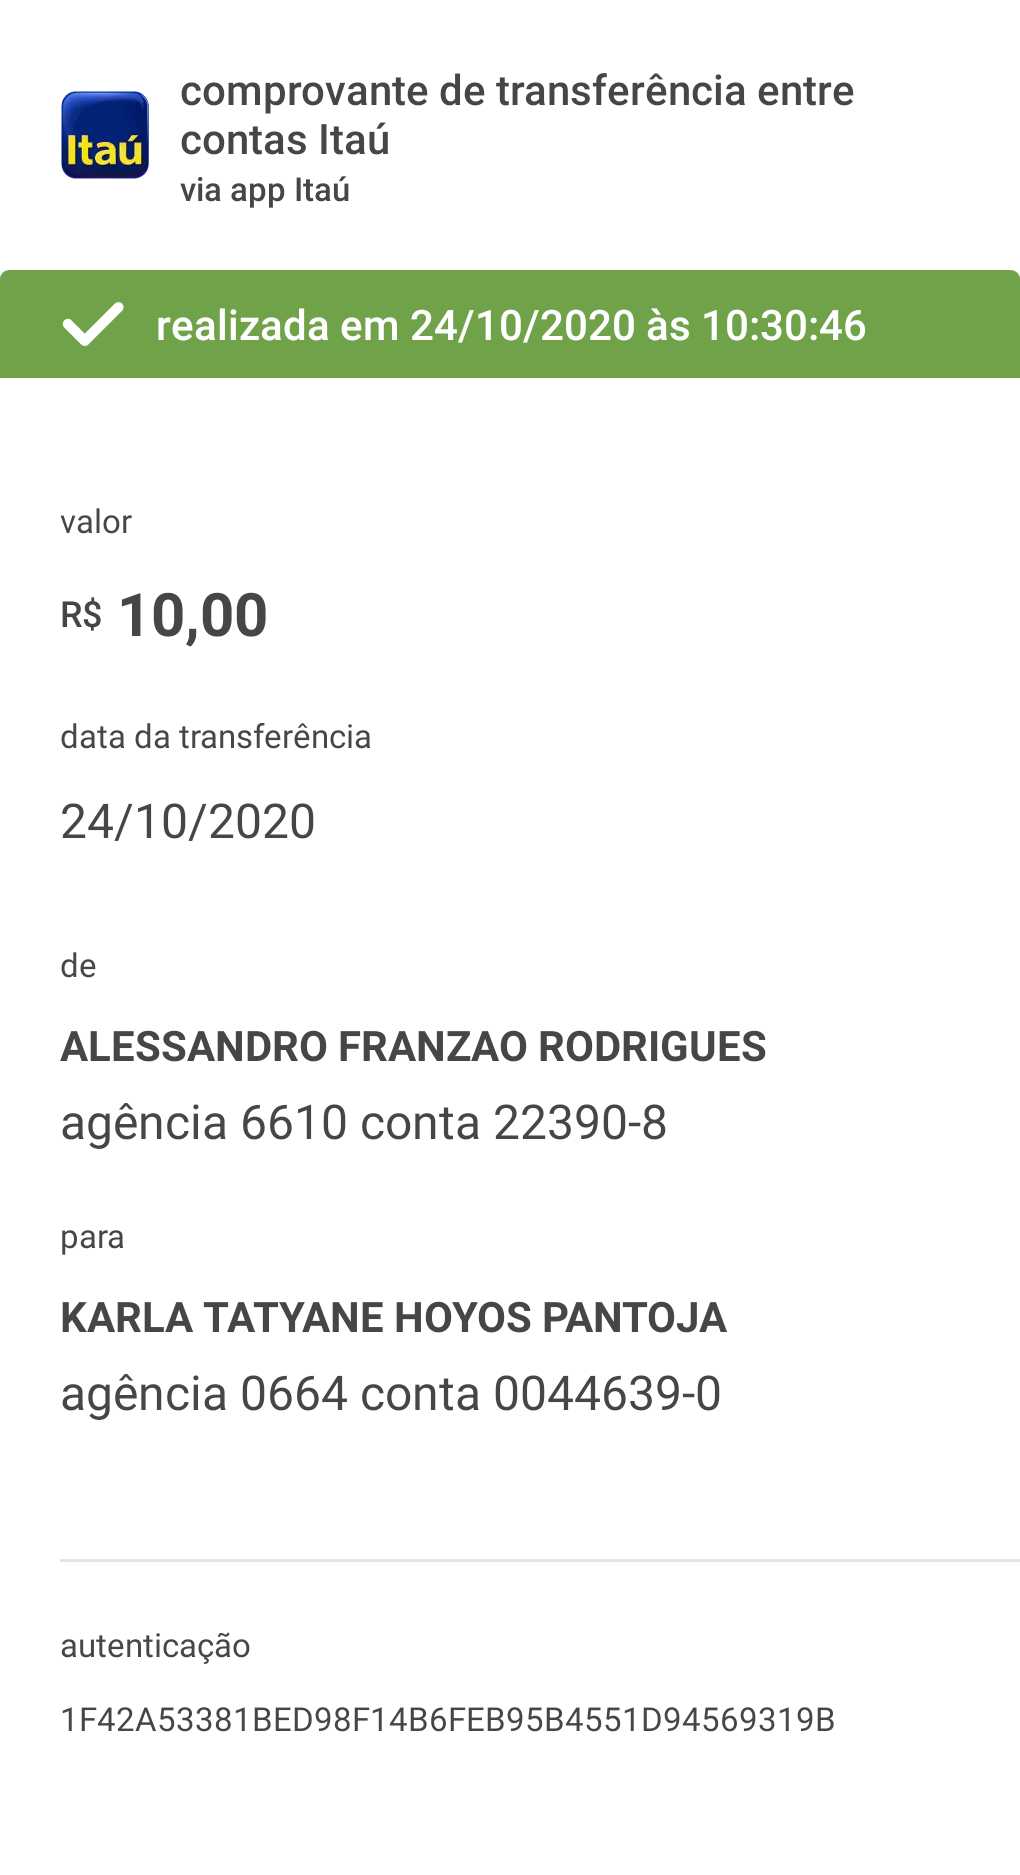 Itaú
comprovante de transferência entre
contas Itaú
via app Itaú
realizada em 24/10/2020 às 10:30:46
valor
R$ 10,00
data da transferência
24/10/2020
de
ALESSANDRO FRANZAO RODRIGUES
agência 6610 conta 22390-8
para
KARLA TATYANE HOYOS PANTOJA
agência 0664 conta 0044639-0
autenticação
1F42A53381BED98F14B6FEB95B4551D94569319B